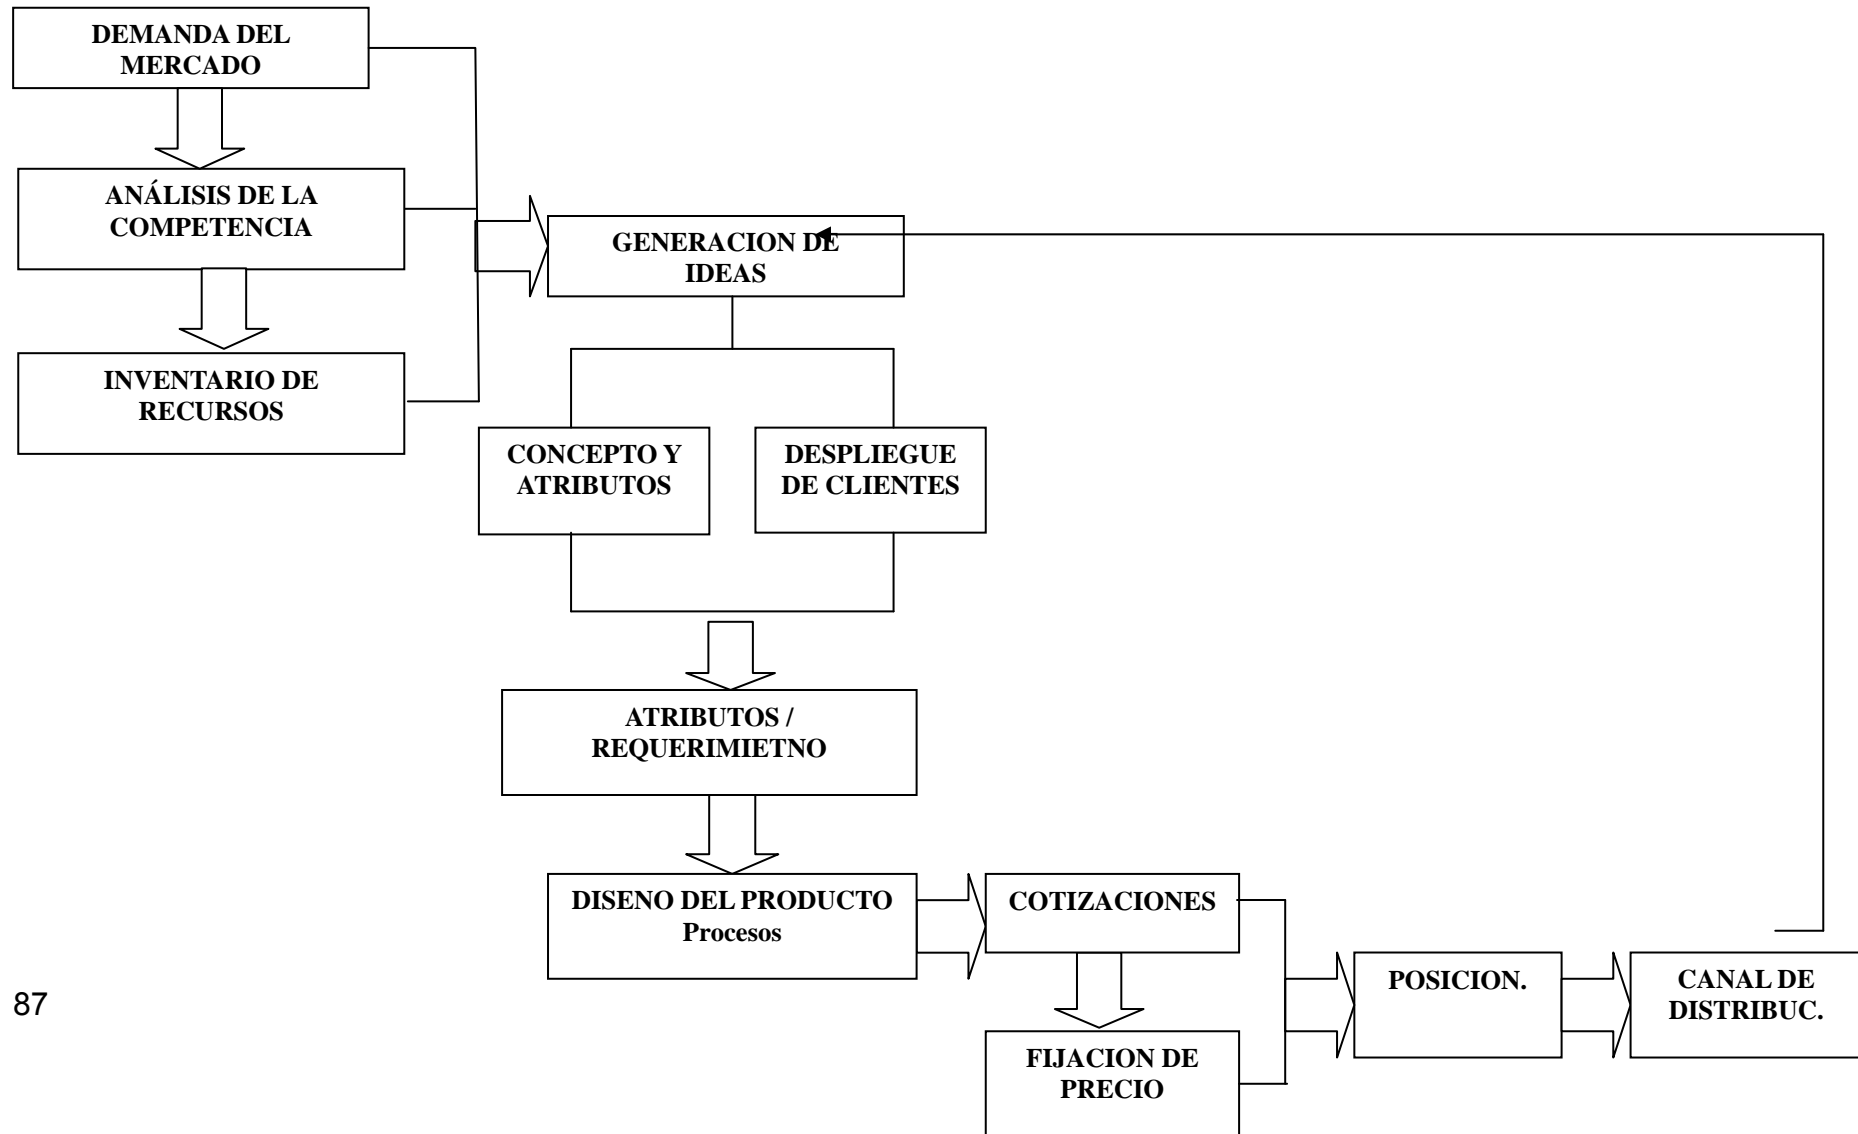 DEMANDA DEL
MERCADO
ANÁLISIS DE LA
COMPETENCIA
INVENTARIO DE
RECURSOS
GENERACION DE
IDEAS
CONCEPTO Y
ATRIBUTOS
DESPLIEGUE
DE CLIENTES
ATRIBUTOS /
REQUERIMIETNO
DISENO DEL PRODUCTO
Procesos
COTIZACIONES
FIJACION DE
PRECIO
POSICION.
CANAL DE
DISTRIBUC.
87